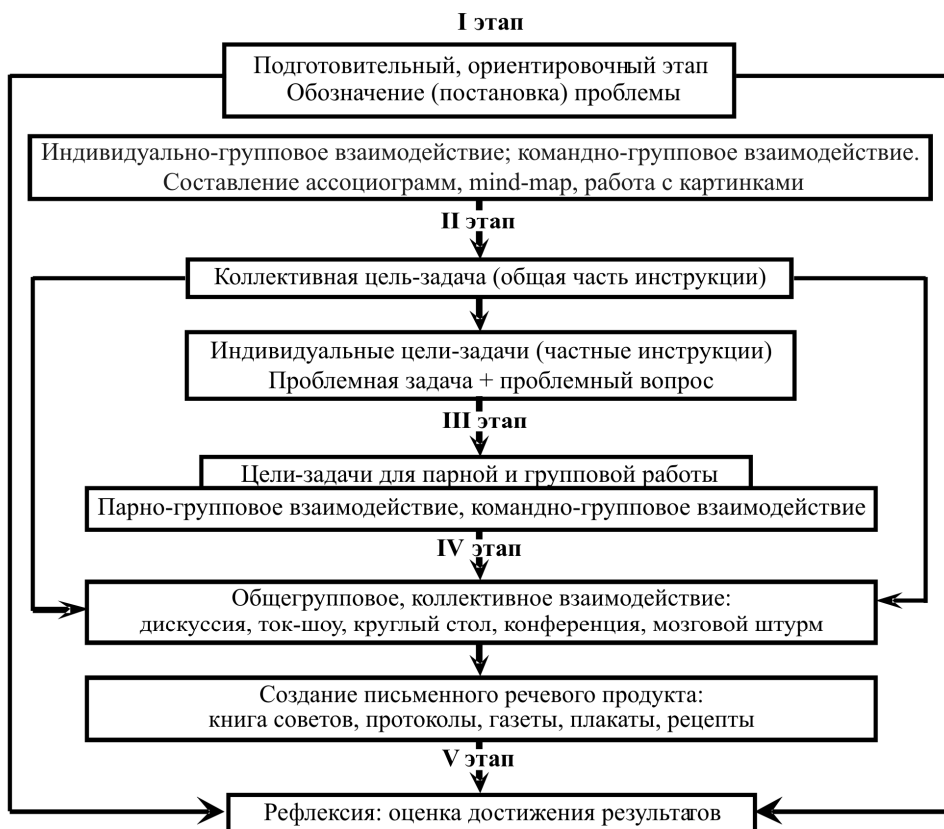 I этап
Подготовительный, ориентировочный этап
Обозначение (постановка) проблемы
Индивидуально-групповое взаимодействие; командно-групповое взаимодействие.
Составление ассоциограмм, mind-map, работа с картинками
II этап
Коллективная цель-задача (общая часть инструкции)
Индивидуальные цели-задачи (частные инструкции)
Проблемная задача + проблемный вопрос
III этап
Цели-задачи для парной и групповой работы
Парно-групповое взаимодействие, командно-групповое взаимодействие
IV этап
Общегрупповое, коллективное взаимодействие:
дискуссия, ток-шоу, круглый стол, конференция, мозговой штурм
Создание письменного речевого продукта:
книга советов, протоколы, газеты, плакаты, рецепты
V этап
Рефлексия: оценка достижения результатов